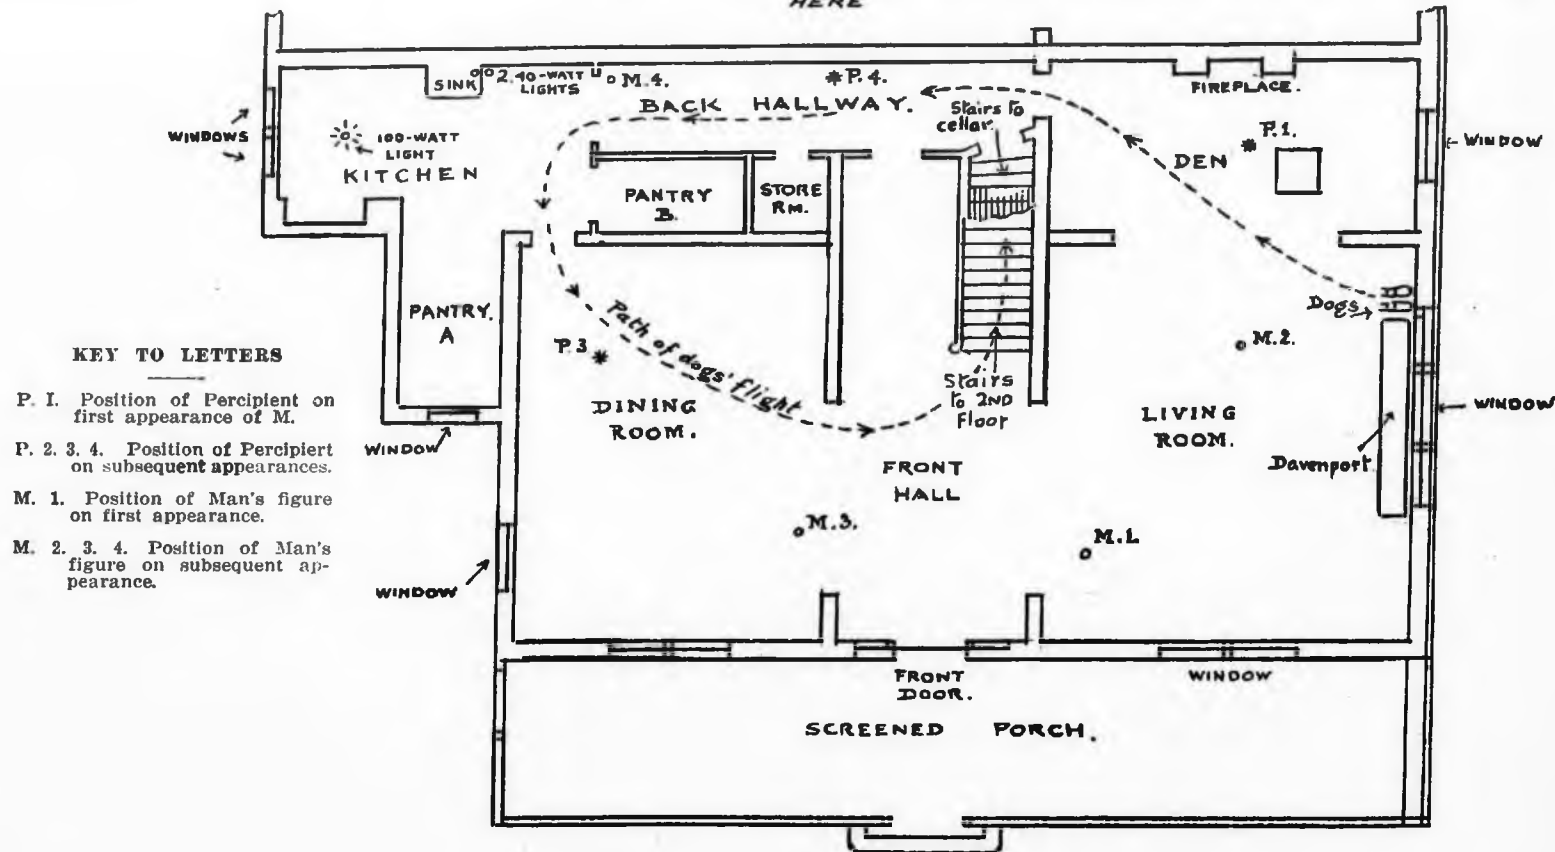 HERE
SINK
2.40-WATT
LIGHTS
M.4.
P.4.
BACK HALLWAY.
Stairs to
cellar
FIREPLACE.
WINDOWS
100-WATT
LIGHT
KITCHEN
P.1.
DEN
WINDOW
PANTRY
B.
STORE
RM.
PANTRY.
A
Dogs
M.2.
P.3
Path of dogs' flight
Stairs
to 2ND
Floor
DINING
ROOM.
LIVING
ROOM.
WINDOW
WINDOW
Davenport
FRONT
HALL
M.3.
M.1.
WINDOW
FRONT
DOOR.
WINDOW
SCREENED PORCH.
KEY TO LETTERS
P. I. Position of Percipient on
first appearance of M.
P. 2. 3. 4. Position of Percipiert
on subsequent appearances.
M. 1. Position of Man's figure
on first appearance.
M. 2. 3. 4. Position of Man's
figure on subsequent ap-
pearance.